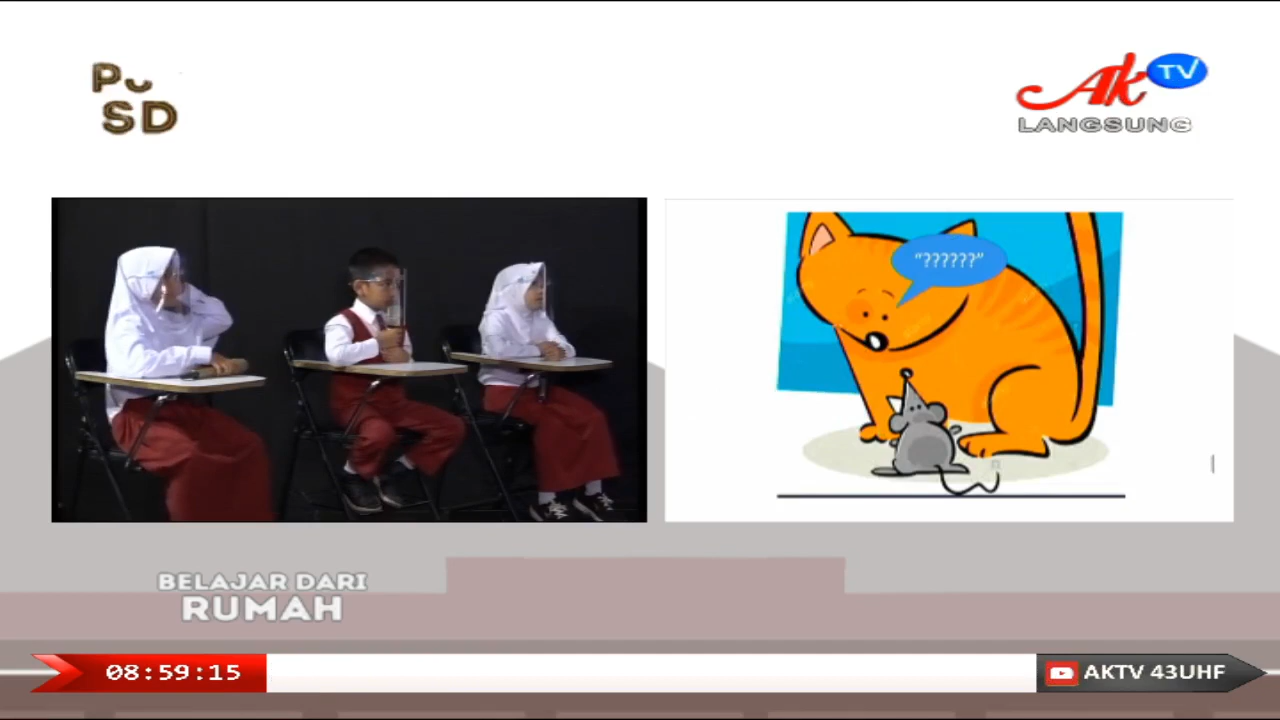 SD
Ak TV
LANGSUNG
"??????"
BELAJAR DARI
RUMAH
08:59:15
AKTV 43UHF